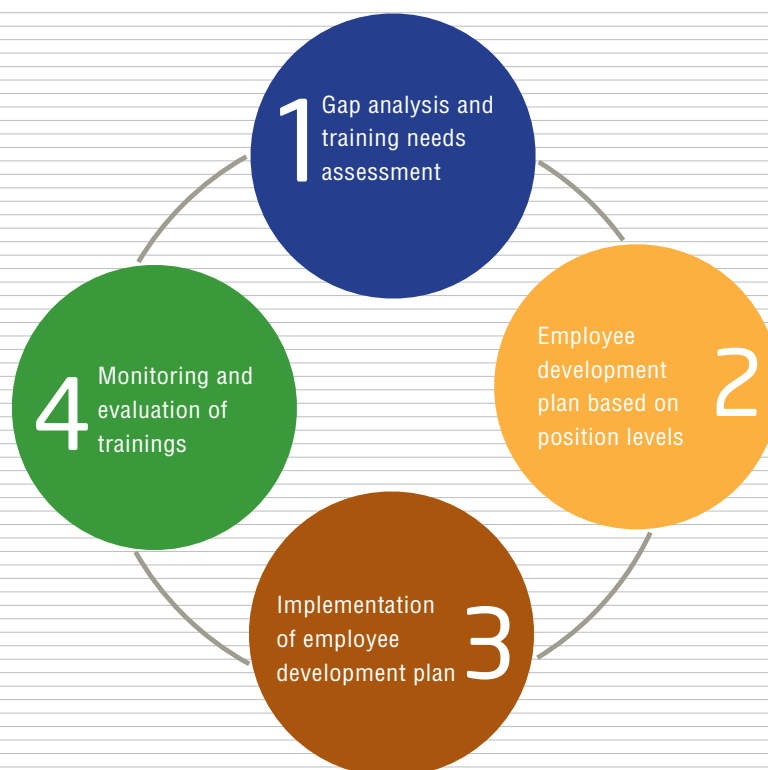 1
Gap analysis and
training needs
assessment
Employee
development
plan based on
position levels
2
Implementation
of employee
development plan
3
4
Monitoring and
evaluation of
trainings